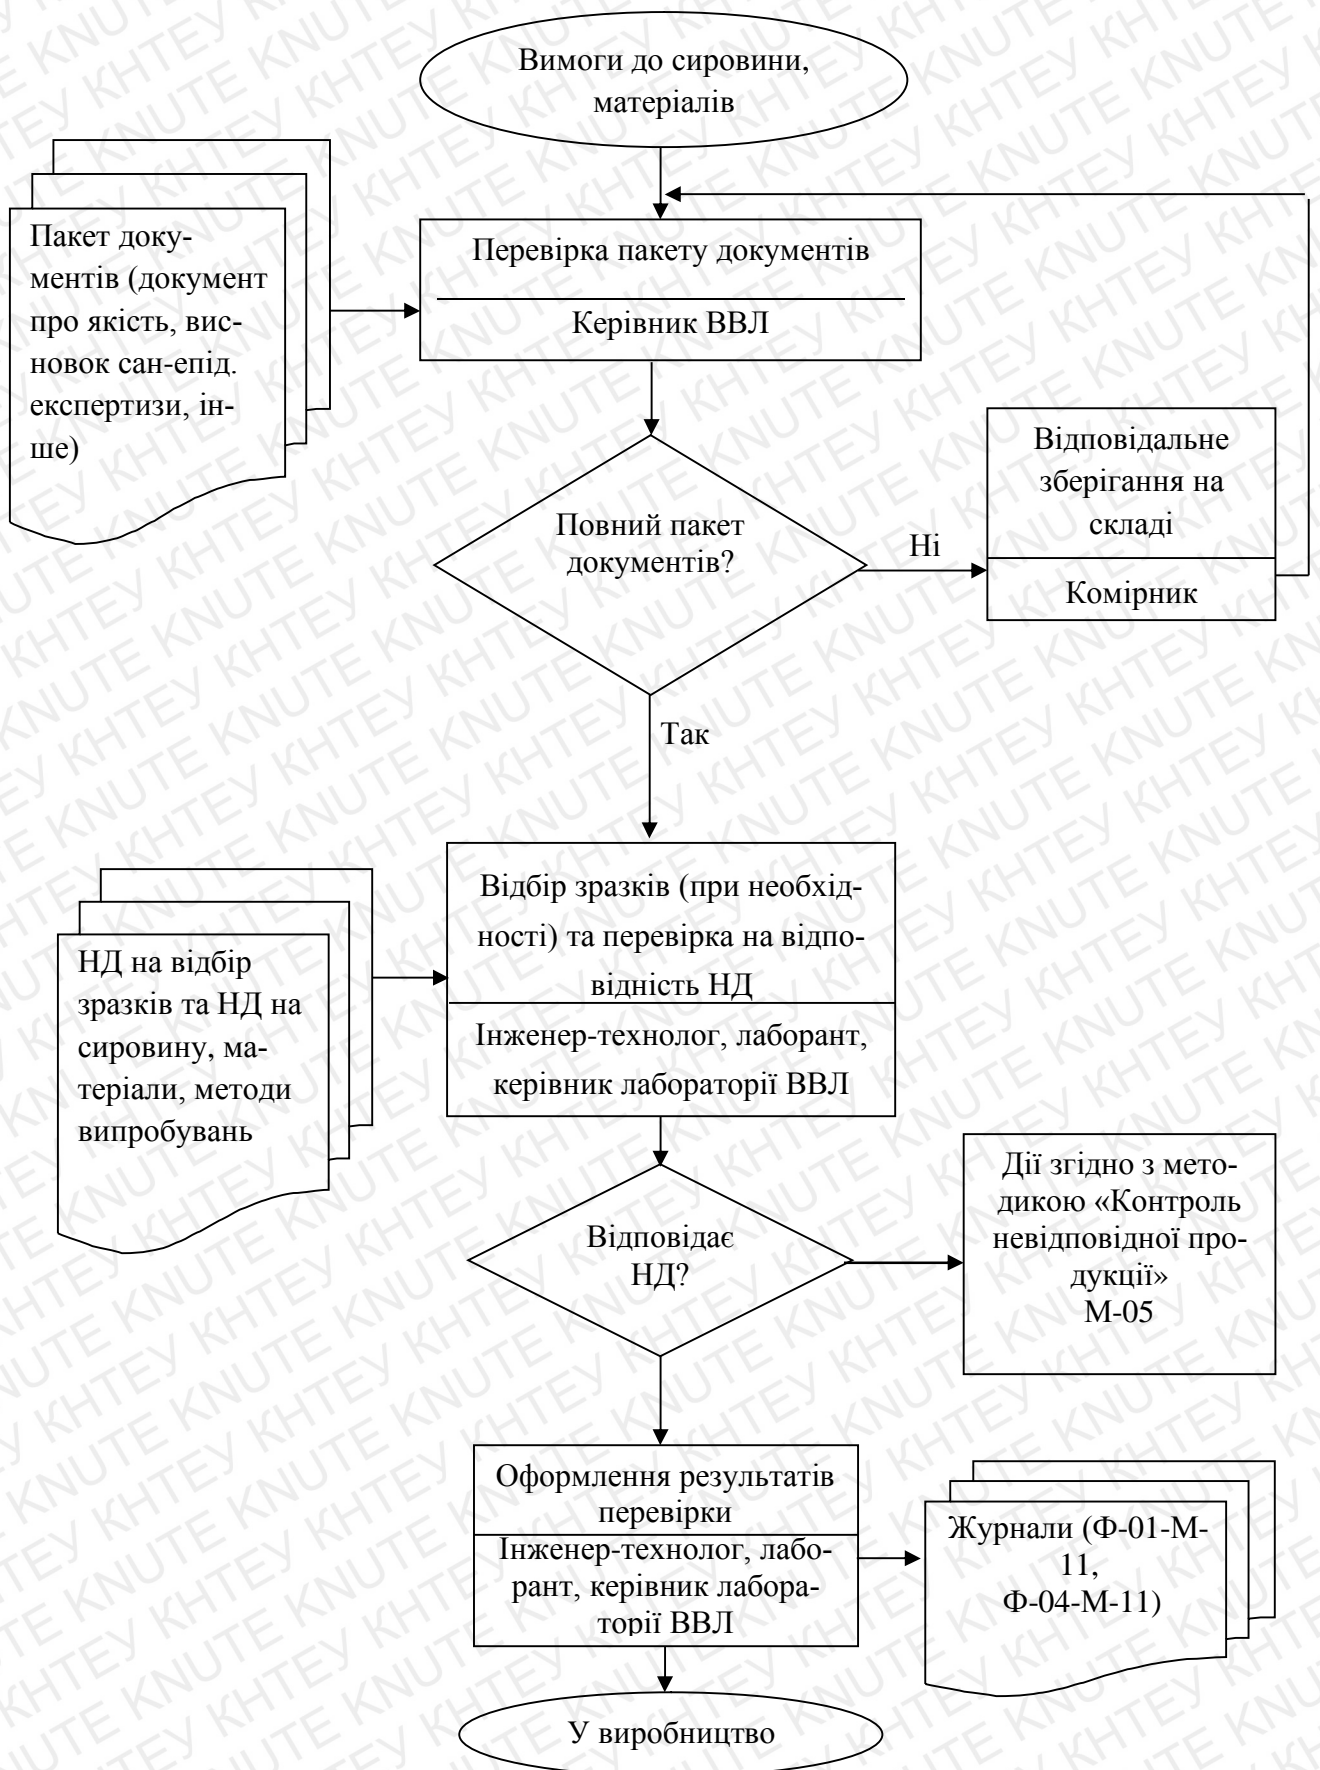 Вимоги до сировини,
матеріалів
Пакет доку-
ментів (документ
про якість, вис-
новок сан-епід.
експертизи, ін-
ше)
Перевірка пакету документів
Керівник ВВЛ
Повний пакет
документів?
Ні
Відповідальне
зберігання на
складі
Комірник
Так
НД на відбір
зразків та НД на
сировину, ма-
теріали, методи
випробувань
Відбір зразків (при необхід-
ності) та перевірка на відпо-
відність НД
Інженер-технолог, лаборант,
керівник лабораторії ВВЛ
Відповідає
НД?
Дії згідно з мето-
дикою «Контроль
невідповідної про-
дукції»
М-05
Оформлення результатів
перевірки
Інженер-технолог, лабо-
рант, керівник лабора-
торії ВВЛ
Журнали (Ф-01-М-
11,
Ф-04-М-11)
У виробництво